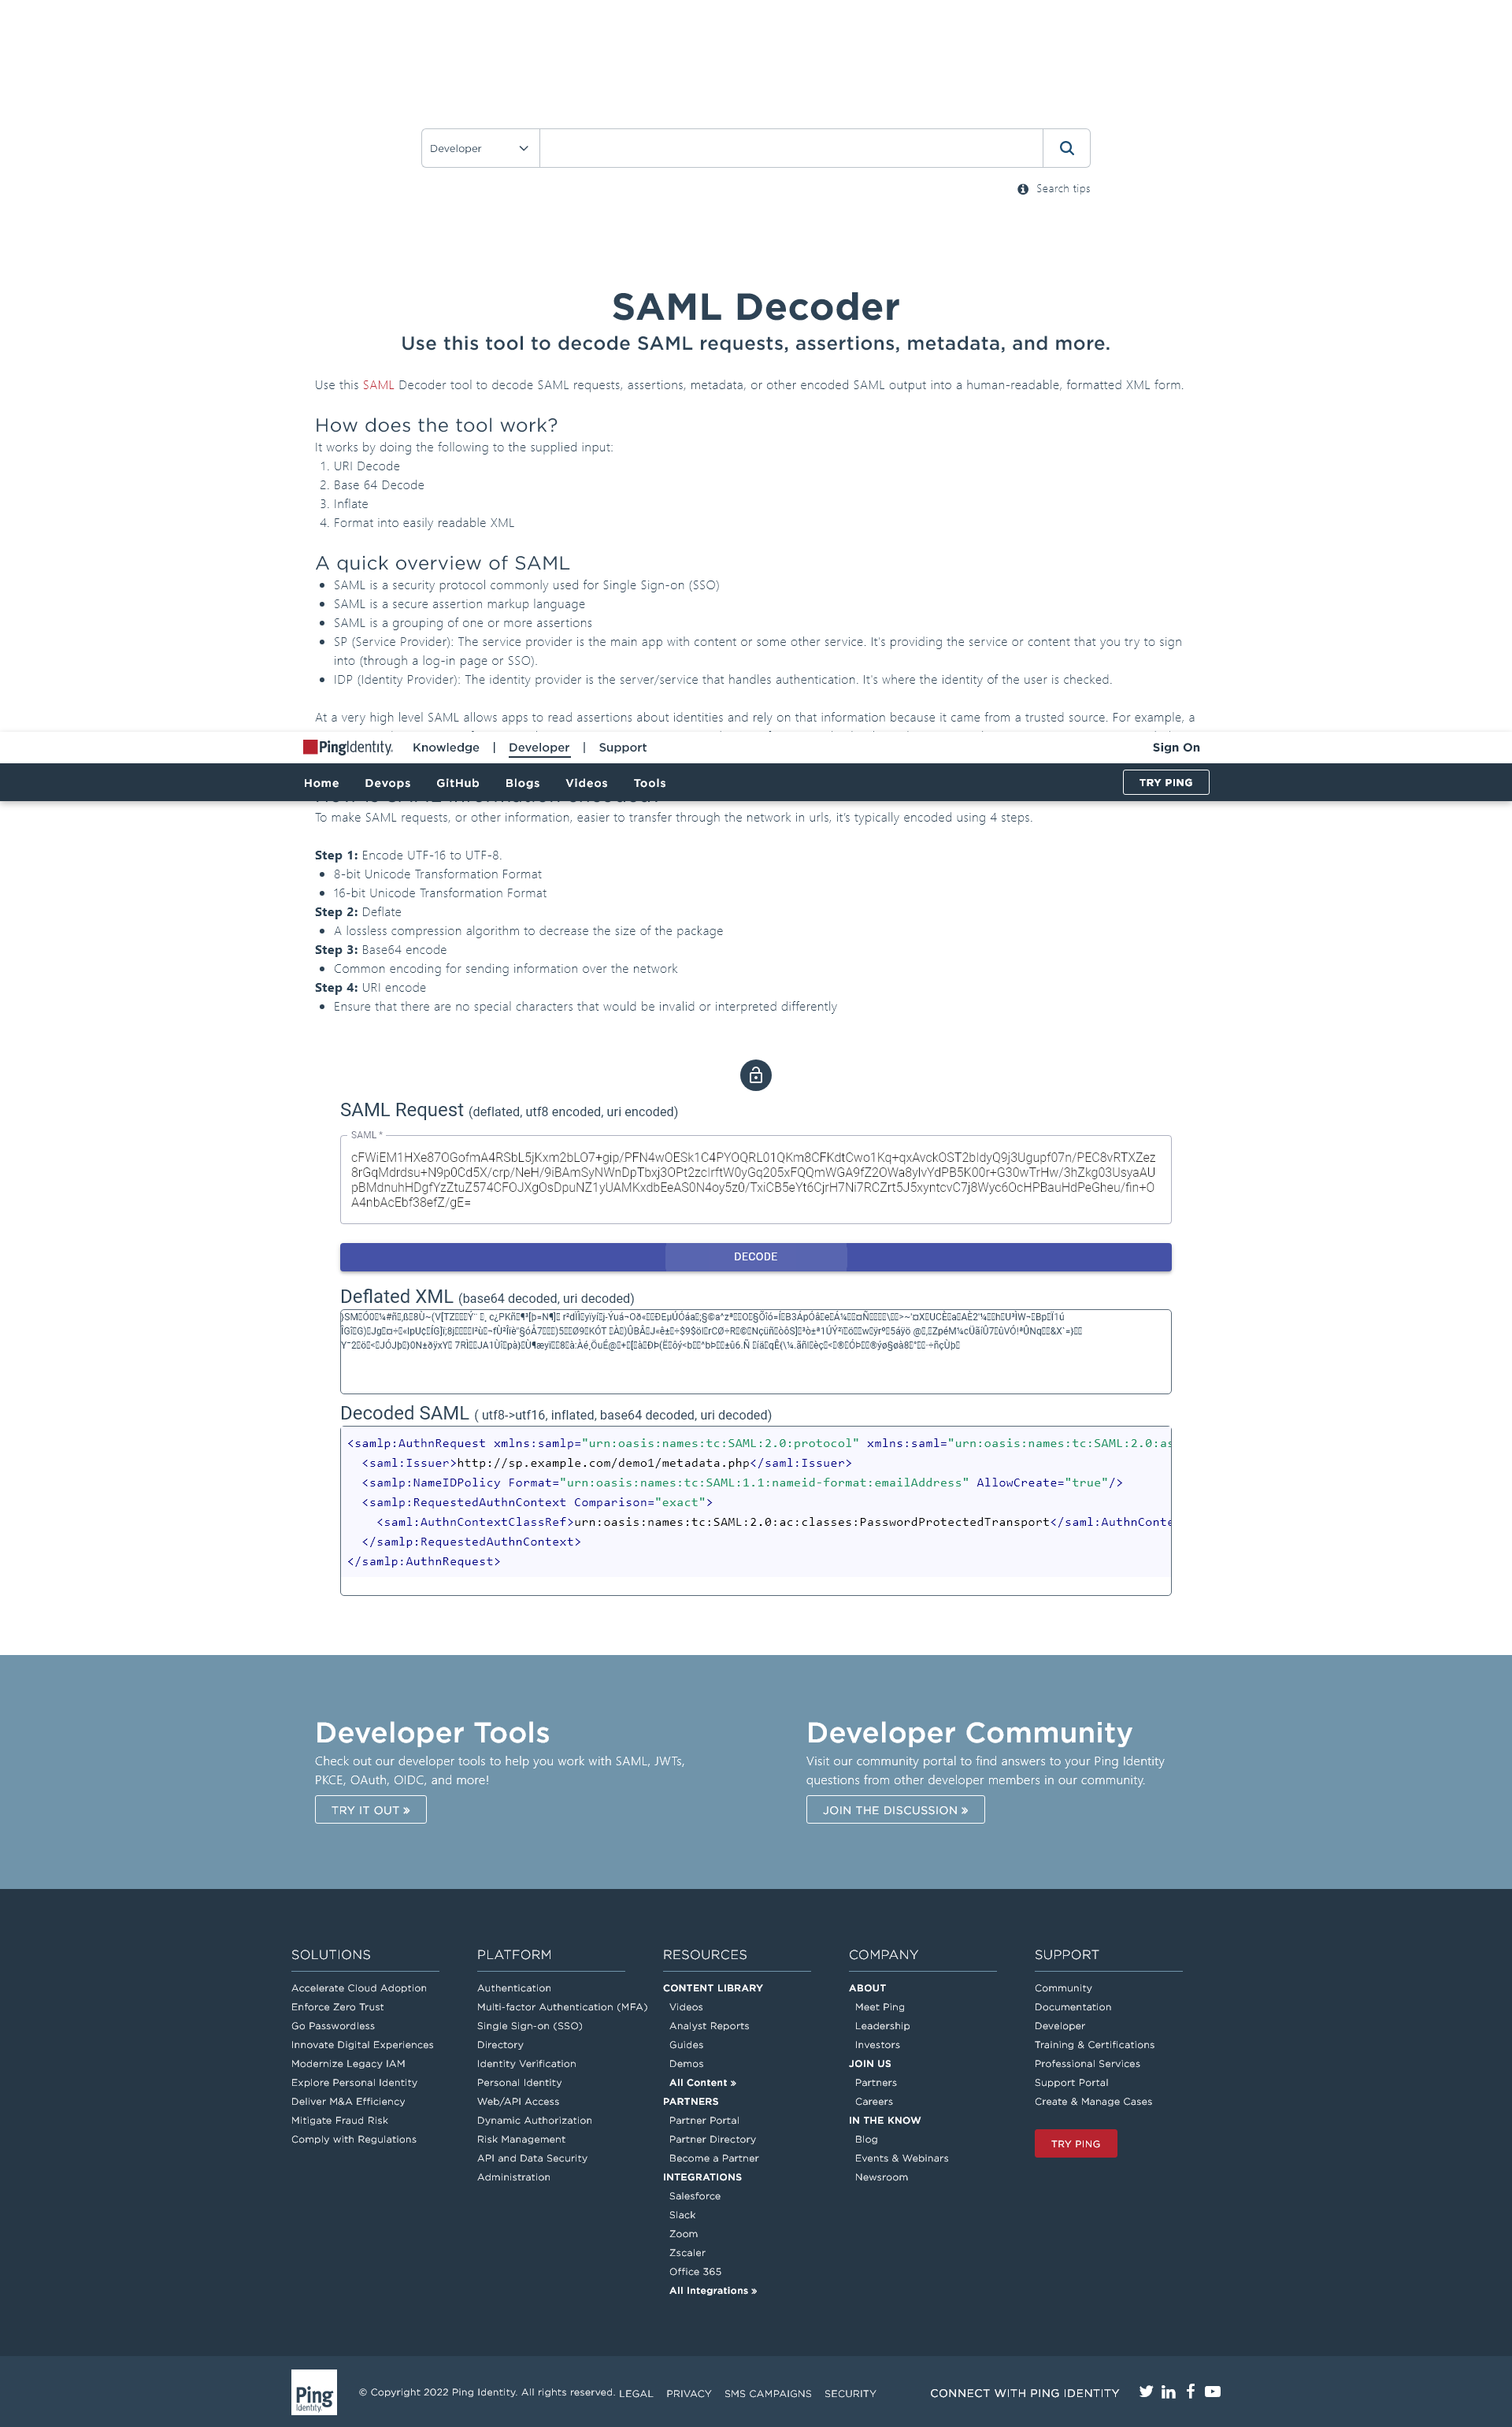 Developer
Search tips
SAML Decoder
Use this tool to decode SAML requests, assertions, metadata, and more.
Use this SAML Decoder tool to decode SAML requests, assertions, metadata, or other encoded SAML output into a human-readable, formatted XML form.
How does the tool work?
It works by doing the following to the supplied input:
1. URI Decode
2. Base 64 Decode
3. Inflate
4. Format into easily readable XML
A quick overview of SAML
SAML is a security protocol commonly used for Single Sign-on (SSO)
SAML is a secure assertion markup language
SAML is a grouping of one or more assertions
SP (Service Provider): The service provider is the main app with content or some other service. It's providing the service or content that you try to sign
into (through a log-in page or SSO).
IDP (Identity Provider): The identity provider is the server/service that handles authentication. It's where the identity of the user is checked.
At a very high level SAML allows apps to read assertions about identities and rely on that information because it came from a trusted source. For example, a
PingIdentity. Knowledge | Developer | Support Sign On
Home Devops GitHub Blogs Videos Tools TRY PING
To make SAML requests, or other information, easier to transfer through the network in urls, it's typically encoded using 4 steps.
Step 1: Encode UTF-16 to UTF-8.
8-bit Unicode Transformation Format
16-bit Unicode Transformation Format
Step 2: Deflate
A lossless compression algorithm to decrease the size of the package
Step 3: Base64 encode
Common encoding for sending information over the network
Step 4: URI encode
Ensure that there are no special characters that would be invalid or interpreted differently
SAML Request (deflated, utf8 encoded, uri encoded)
SAML *
DECODE
Deflated XML (base64 decoded, uri decoded)
Decoded SAML ( utf8->utf16, inflated, base64 decoded, uri decoded)
<samlp:AuthnRequest xmlns:samlp="urn:oasis:names:tc:SAML:2.0:protocol" xmlns:saml="urn:oasis:names:tc:SAML:2.0:as
<saml:Issuer>http://sp.example.com/demo1/metadata.php</saml:Issuer>
<samlp:NameIDPolicy Format="urn:oasis:names:tc:SAML:1.1:nameid-format:emailAddress" AllowCreate="true"/>
<samlp:RequestedAuthnContext Comparison="exact">
<saml:AuthnContextClassRef>urn:oasis:names:tc:SAML:2.0:ac:classes:PasswordProtectedTransport</saml:AuthnConte
</samlp:RequestedAuthnContext>
</samlp:AuthnRequest>
Developer Tools
Check out our developer tools to help you work with SAML, JWTs,
PKCE, OAuth, OIDC, and more!
TRY IT OUT »
Developer Community
Visit our community portal to find answers to your Ping Identity
questions from other developer members in our community.
JOIN THE DISCUSSION »
SOLUTIONS
Accelerate Cloud Adoption
Enforce Zero Trust
Go Passwordless
Innovate Digital Experiences
Modernize Legacy IAM
Explore Personal Identity
Deliver M&A Efficiency
Mitigate Fraud Risk
Comply with Regulations
PLATFORM
Authentication
Multi-factor Authentication (MFA)
Single Sign-on (SSO)
Directory
Identity Verification
Personal Identity
Web/API Access
Dynamic Authorization
Risk Management
API and Data Security
Administration
RESOURCES
CONTENT LIBRARY
Videos
Analyst Reports
Guides
Demos
All Content »
PARTNERS
Partner Portal
Partner Directory
Become a Partner
INTEGRATIONS
Salesforce
Slack
Zoom
Zscaler
Office 365
All Integrations »
COMPANY
ABOUT
Meet Ping
Leadership
Investors
JOIN US
Partners
Careers
IN THE KNOW
Blog
Events & Webinars
Newsroom
SUPPORT
Community
Documentation
Developer
Training & Certifications
Professional Services
Support Portal
Create & Manage Cases
TRY PING
Ping
Identity.
© Copyright 2022 Ping Identity. All rights reserved. LEGAL PRIVACY SMS CAMPAIGNS SECURITY CONNECT WITH PING IDENTITY